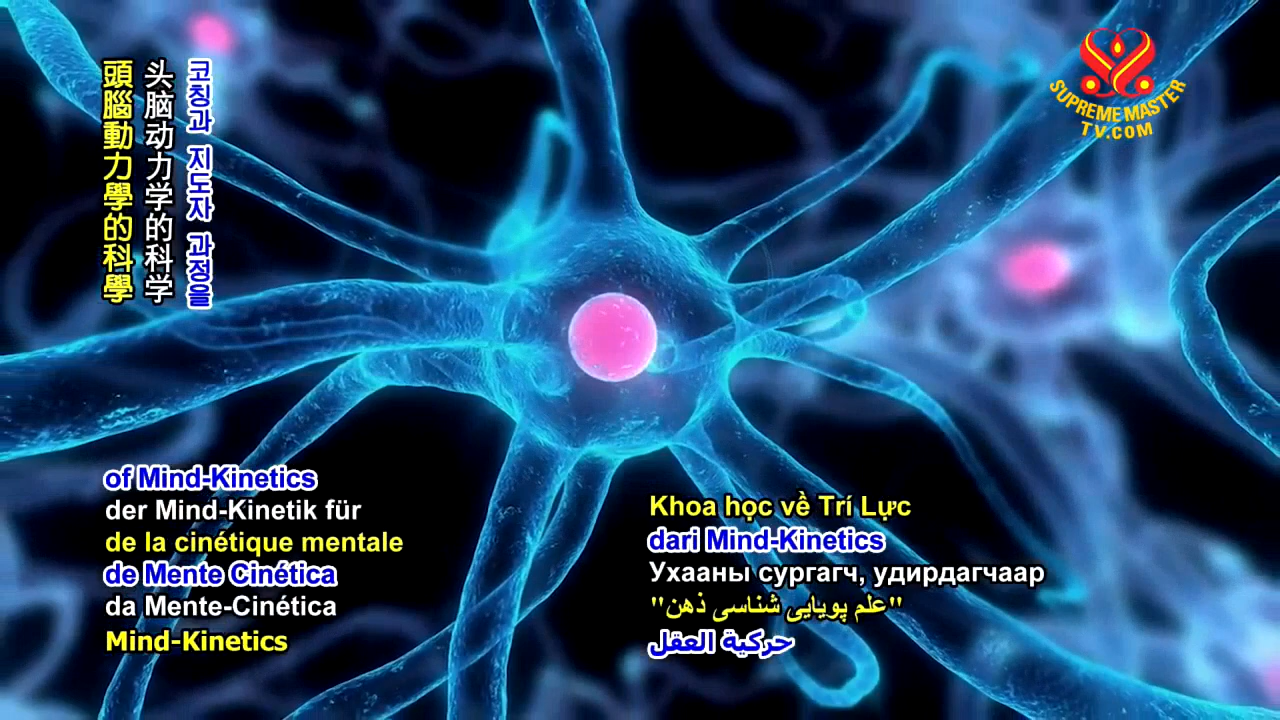 頭腦動力學的科學
头脑动力学的科学
코칭과 지도자 과정을
SUPREME MASTER
TV.COM
of Mind-Kinetics
der Mind-Kinetik für
de la cinétique mentale
de Mente Cinética
da Mente-Cinética
Mind-Kinetics
Khoa học về Trí Lực
dari Mind-Kinetics
Ухааны сургагч, удирдагчаар
"علم پویایی شناسی ذهن"
حركية العقل